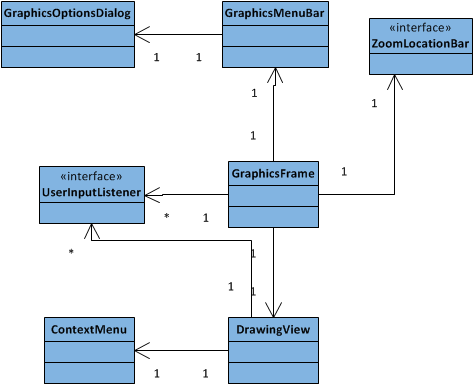 GraphicsOptionsDialog
GraphicsMenuBar
«interface»
ZoomLocationBar
1
1
1
1
1
1
«interface»
UserInputListener
GraphicsFrame
*
1
*
1
1
1
ContextMenu
DrawingView
1
1